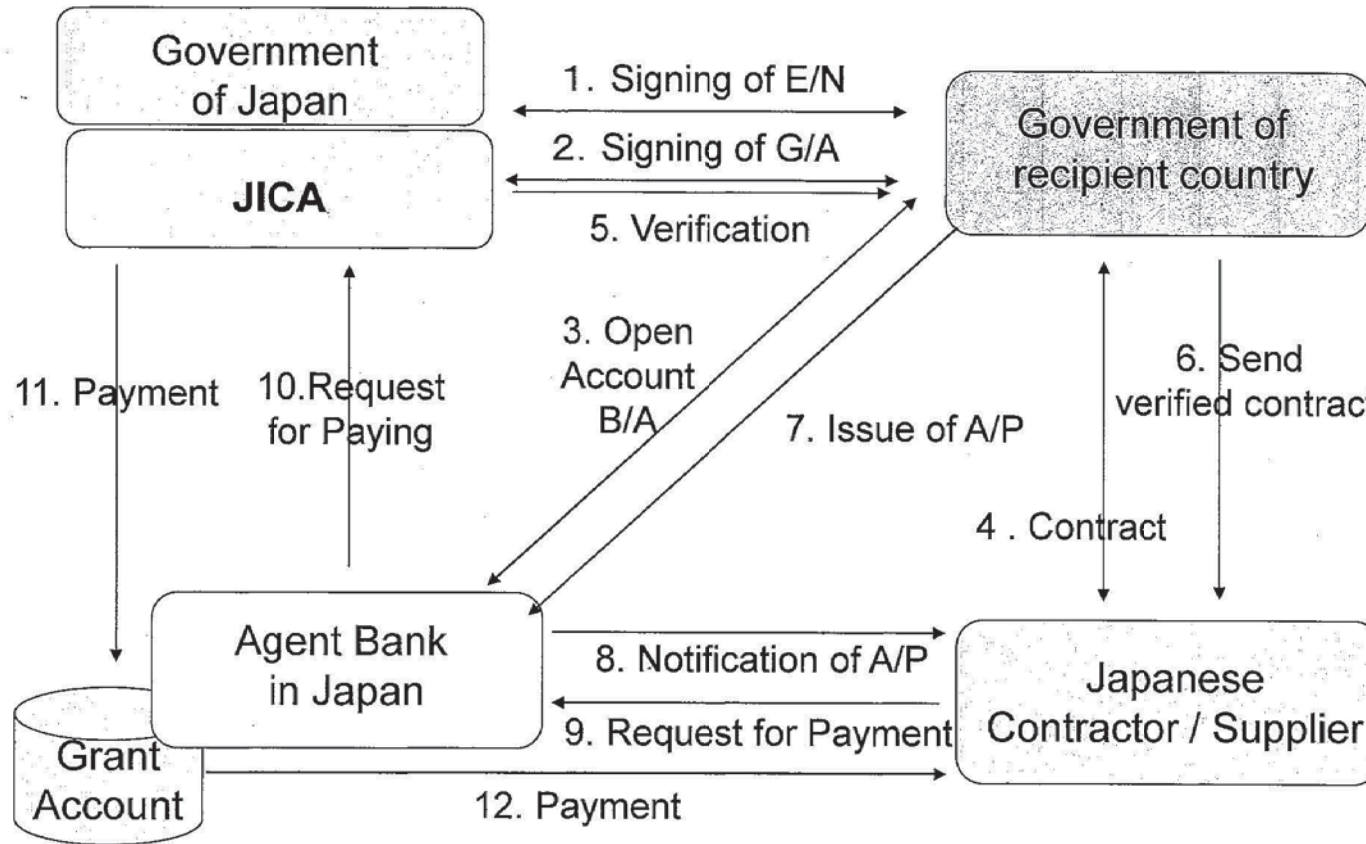 Government
of Japan
JICA
1. Signing of E/N
2. Signing of G/A
5. Verification
Government of
recipient country
11. Payment
10.Request
for Paying
3. Open
Account
B/A
7. Issue of A/P
6. Send
verified contract
4 . Contract
Agent Bank
in Japan
Grant
Account
8. Notification of A/P
9. Request for Payment
12. Payment
Japanese
Contractor / Supplier